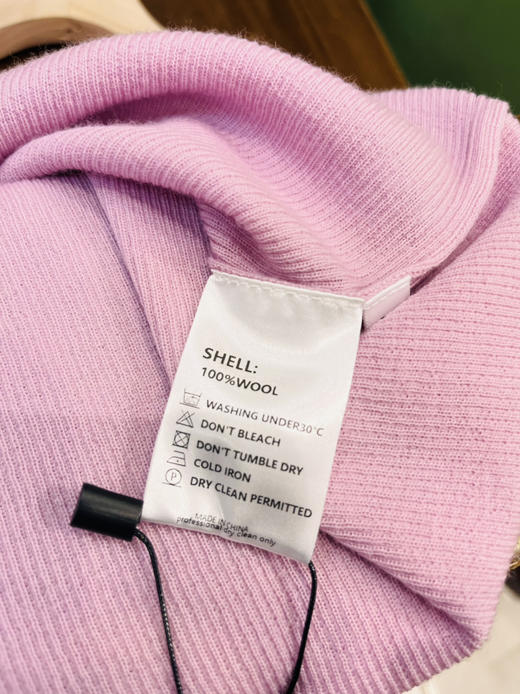 SHELL:
100%WOOL
WASHING UNDER30°C
DON'T BLEACH
DON'T TUMBLE DRY
COLD IRON
P DRY CLEAN PERMITTED
MADE IN CHINA
professional dry clean only